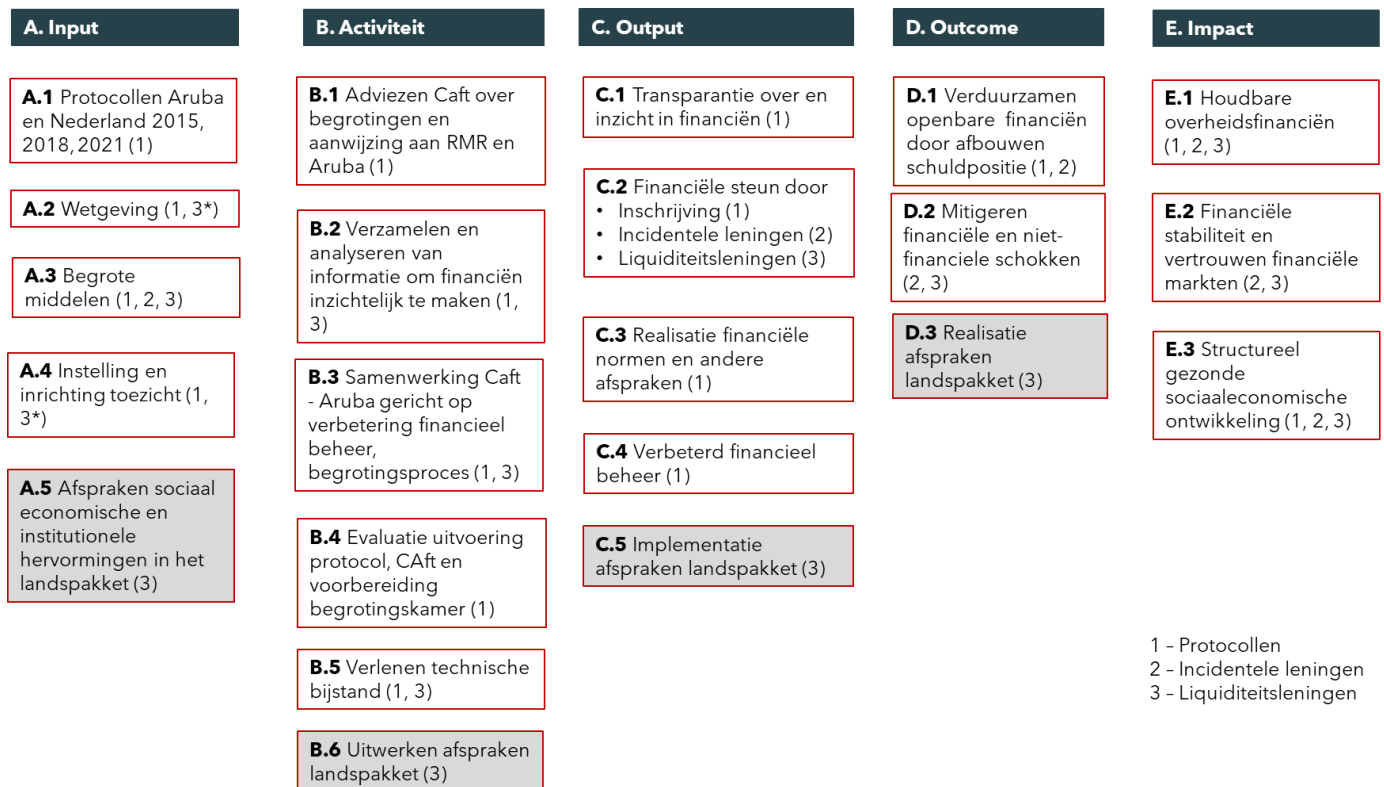 A. Input
A.1 Protocollen Aruba
en Nederland 2015,
2018, 2021 (1)
A.2 Wetgeving (1, 3*)
A.3 Begrote
middelen (1, 2, 3)
A.4 Instelling en
inrichting toezicht (1,
3*)
A.5 Afspraken sociaal
economische en
institutionele
hervormingen in het
landspakket (3)
B. Activiteit
B.1 Adviezen Caft over
begrotingen en
aanwijzing aan RMR en
Aruba (1)
B.2 Verzamelen en
analyseren van
informatie om financiën
inzichtelijk te maken (1,
3)
B.3 Samenwerking Caft
- Aruba gericht op
verbetering financieel
beheer,
begrotingsproces (1, 3)
B.4 Evaluatie uitvoering
protocol, CAft en
voorbereiding
begrotingskamer (1)
B.5 Verlenen technische
bijstand (1, 3)
B.6 Uitwerken afspraken
landspakket (3)
C. Output
C.1 Transparantie over en
inzicht in financiën (1)
C.2 Financiële steun door
• Inschrijving (1)
• Incidentele leningen (2)
• Liquiditeitsleningen (3)
C.3 Realisatie financiële
normen en andere
afspraken (1)
C.4 Verbeterd financieel
beheer (1)
C.5 Implementatie
afspraken landspakket (3)
D. Outcome
D.1 Verduurzamen
openbare financiën
door afbouwen
schuldpositie (1, 2)
D.2 Mitigeren
financiële en niet-
financiele schokken
(2, 3)
D.3 Realisatie
afspraken
landspakket (3)
E. Impact
E.1 Houdbare
overheidsfinanciën
(1, 2, 3)
E.2 Financiële
stabiliteit en
vertrouwen financiële
markten (2, 3)
E.3 Structureel
gezonde
sociaaleconomische
ontwikkeling (1, 2, 3)
1 – Protocollen
2 – Incidentele leningen
3 – Liquiditeitsleningen